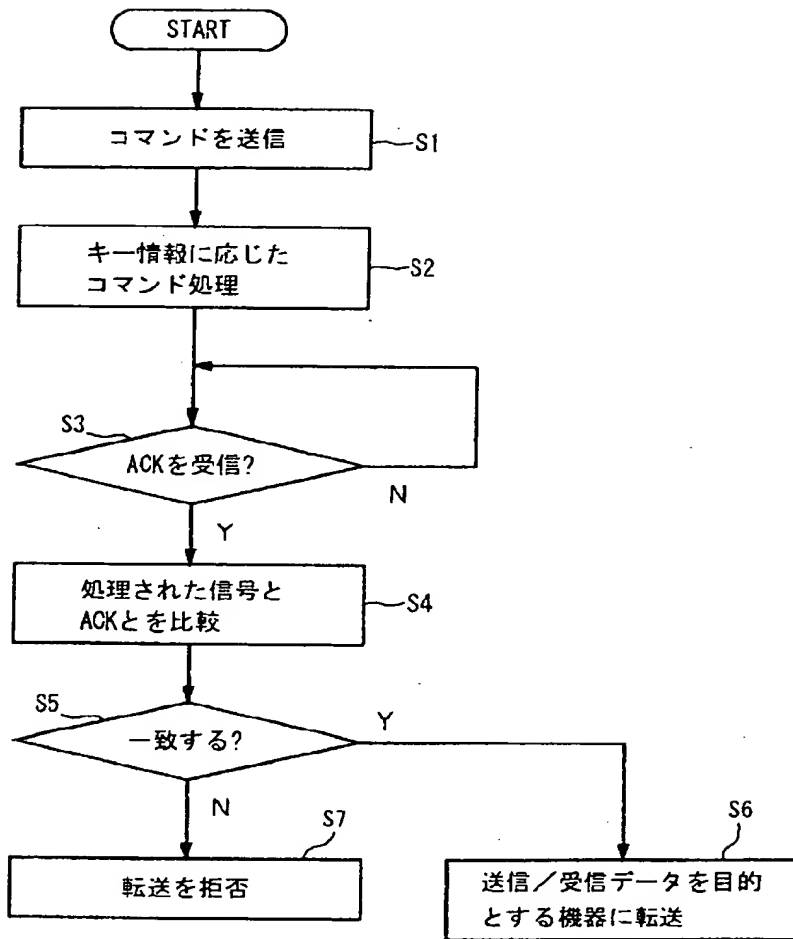 START
コマンドを送信
S1
キー情報に応じた
コマンド処理
S2
S3
ACKを受信?
N
Y
処理された信号と
ACKとを比較
S4
S5
一致する?
Y
N
S7
転送を拒否
S6
送信／受信データを目的
とする機器に転送